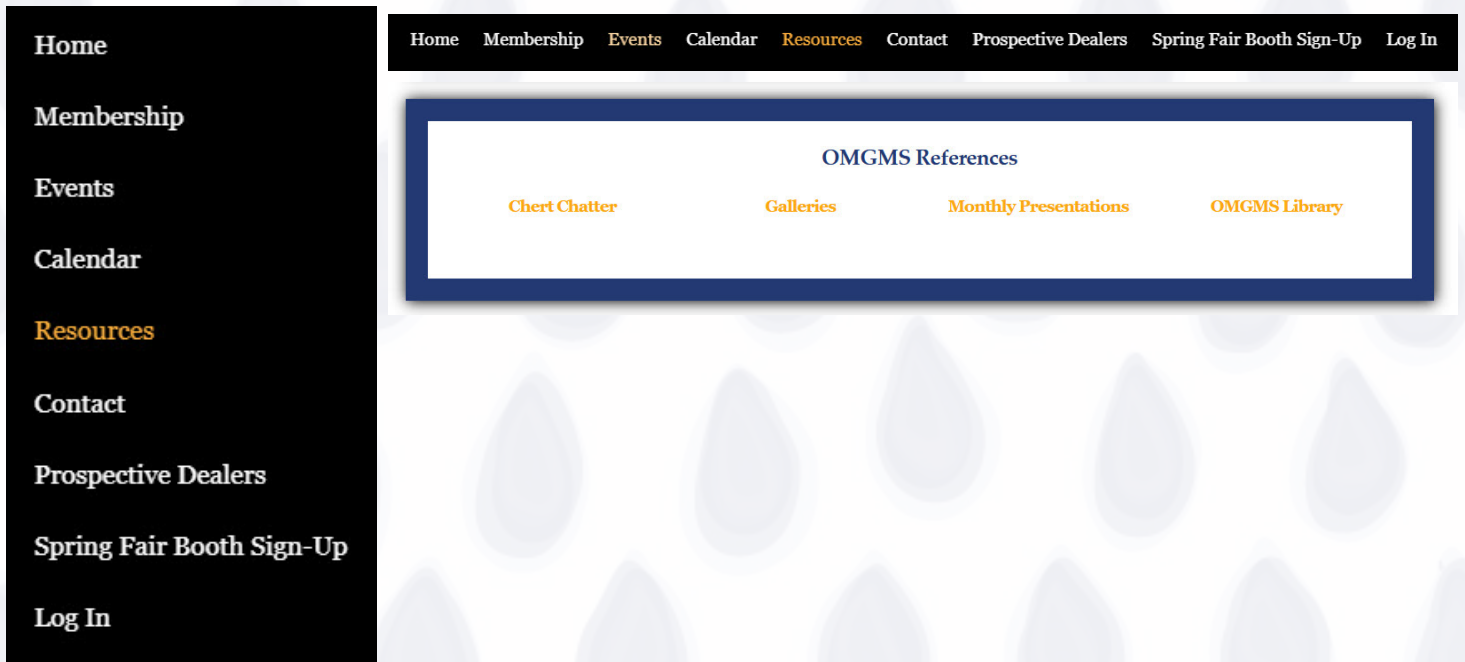 Home
Membership
Events
Calendar
Resources
Contact
Prospective Dealers
Spring Fair Booth Sign-Up
Log In
Home Membership Events Calendar Resources Contact Prospective Dealers Spring Fair Booth Sign-Up Log In
OMGMS References
Chert Chatter Galleries Monthly Presentations OMGMS Library